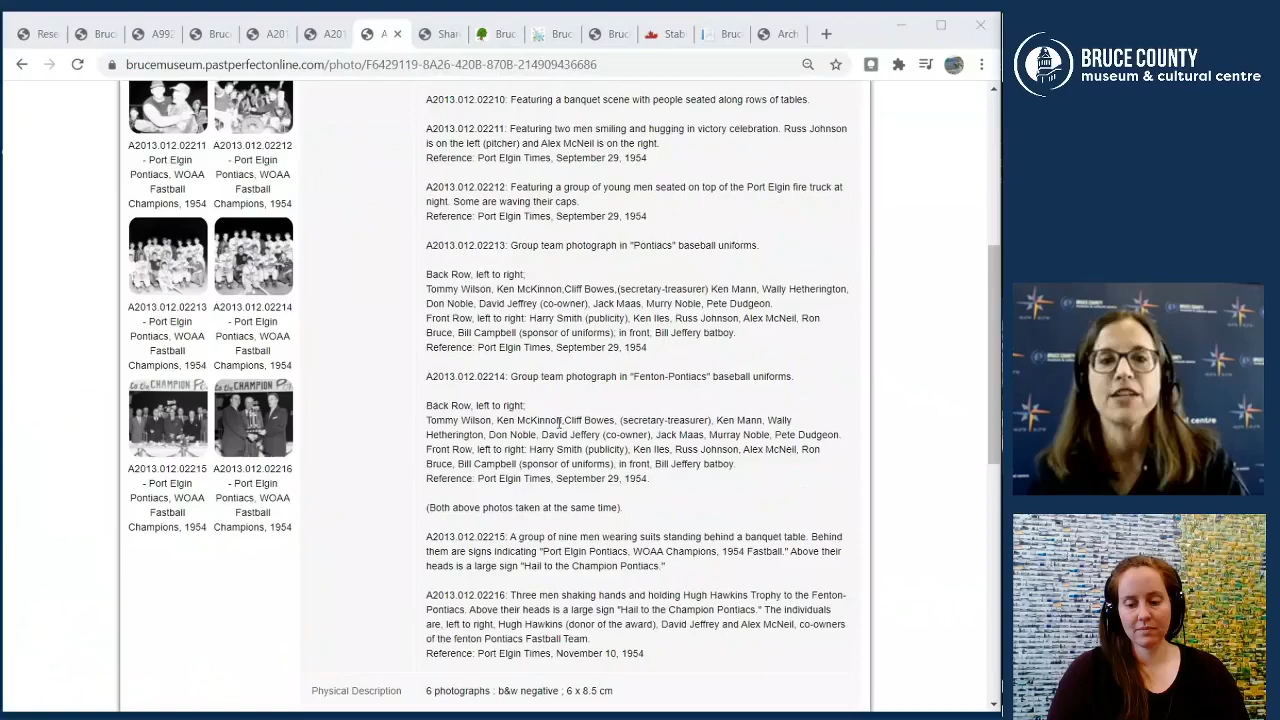 Rese
Bruc
A992
Bruc
A201
A201
A
Shar
Bruc
Bruc
Bruc
Stab
Bruc
Arch
brucemuseum.pastperfectonline.com/photo/F6429119-8A26-420B-870B-214909436686
BRUCE COUNTY
museum & cultural centre
A2013.012.02211
- Port Elgin
Pontiacs, WOAA
Fastball
Champions, 1954
A2013.012.02212
- Port Elgin
Pontiacs, WOAA
Fastball
Champions, 1954
A2013.012.02213
- Port Elgin
Pontiacs, WOAA
Fastball
Champions, 1954
A2013.012.02214
- Port Elgin
Pontiacs, WOAA
Fastball
Champions, 1954
to the CHAMPION P
A2013.012.02215
- Port Elgin
Pontiacs, WOAA
Fastball
Champions, 1954
A2013.012.02216
- Port Elgin
Pontiacs, WOAA
Fastball
Champions, 1954
A2013.012.02210: Featuring a banquet scene with people seated along rows of tables.
A2013.012.02211: Featuring two men smiling and hugging in victory celebration. Russ Johnson
is on the left (pitcher) and Alex McNeil is on the right.
Reference: Port Elgin Times, September 29, 1954
A2013.012.02212: Featuring a group of young men seated on top of the Port Elgin fire truck at
night. Some are waving their caps.
Reference: Port Elgin Times, September 29, 1954
A2013.012.02213: Group team photograph in "Pontiacs" baseball uniforms.
Back Row, left to right;
Tommy Wilson, Ken McKinnon,Cliff Bowes,(secretary-treasurer) Ken Mann, Wally Hetherington,
Don Noble, David Jeffrey (co-owner), Jack Maas, Murry Noble, Pete Dudgeon.
Front Row, left to right: Harry Smith (publicity), Ken Iles, Russ Johnson, Alex McNeil, Ron
Bruce, Bill Campbell (sponsor of uniforms); in front, Bill Jeffery batboy.
Reference: Port Elgin Times, September 29, 1954
A2013.012.02214: Group team photograph in "Fenton-Pontiacs" baseball uniforms.
Back Row, left to right;
Tommy Wilson, Ken McKinnon,Cliff Bowes, (secretary-treasurer), Ken Mann, Wally
Hetherington, Don Noble, David Jeffery (co-owner), Jack Maas, Murray Noble, Pete Dudgeon.
Front Row, left to right: Harry Smith (publicity), Ken Iles, Russ Johnson, Alex McNeil, Ron
Bruce, Bill Campbell (sponsor of uniforms), in front, Bill Jeffery batboy.
Reference: Port Elgin Times, September 29, 1954.
(Both above photos taken at the same time).
A2013.012.02215: A group of nine men wearing suits standing behind a banquet table. Behind
them are signs indicating "Port Elgin Pontiacs, WOAA Champions, 1954 Fastball." Above their
heads is a large sign "Hail to the Champion Pontiacs."
A2013.012.02216: Three men shaking hands and holding Hugh Hawkins Trophy to the Fenton-
Pontiacs. Above their heads is a large sign "Hail to the Champion Pontiacs." The individuals
are, left to right, Hugh Hawkins (donor of the award), David Jeffrey and Alex McNeil, co-owners
of the fenton Pontiacs Fastball Team.
Reference: Port Elgin Times, November 10, 1954
Physical Description
6 photographs : b&w negative ; 6 x 8.5 cm